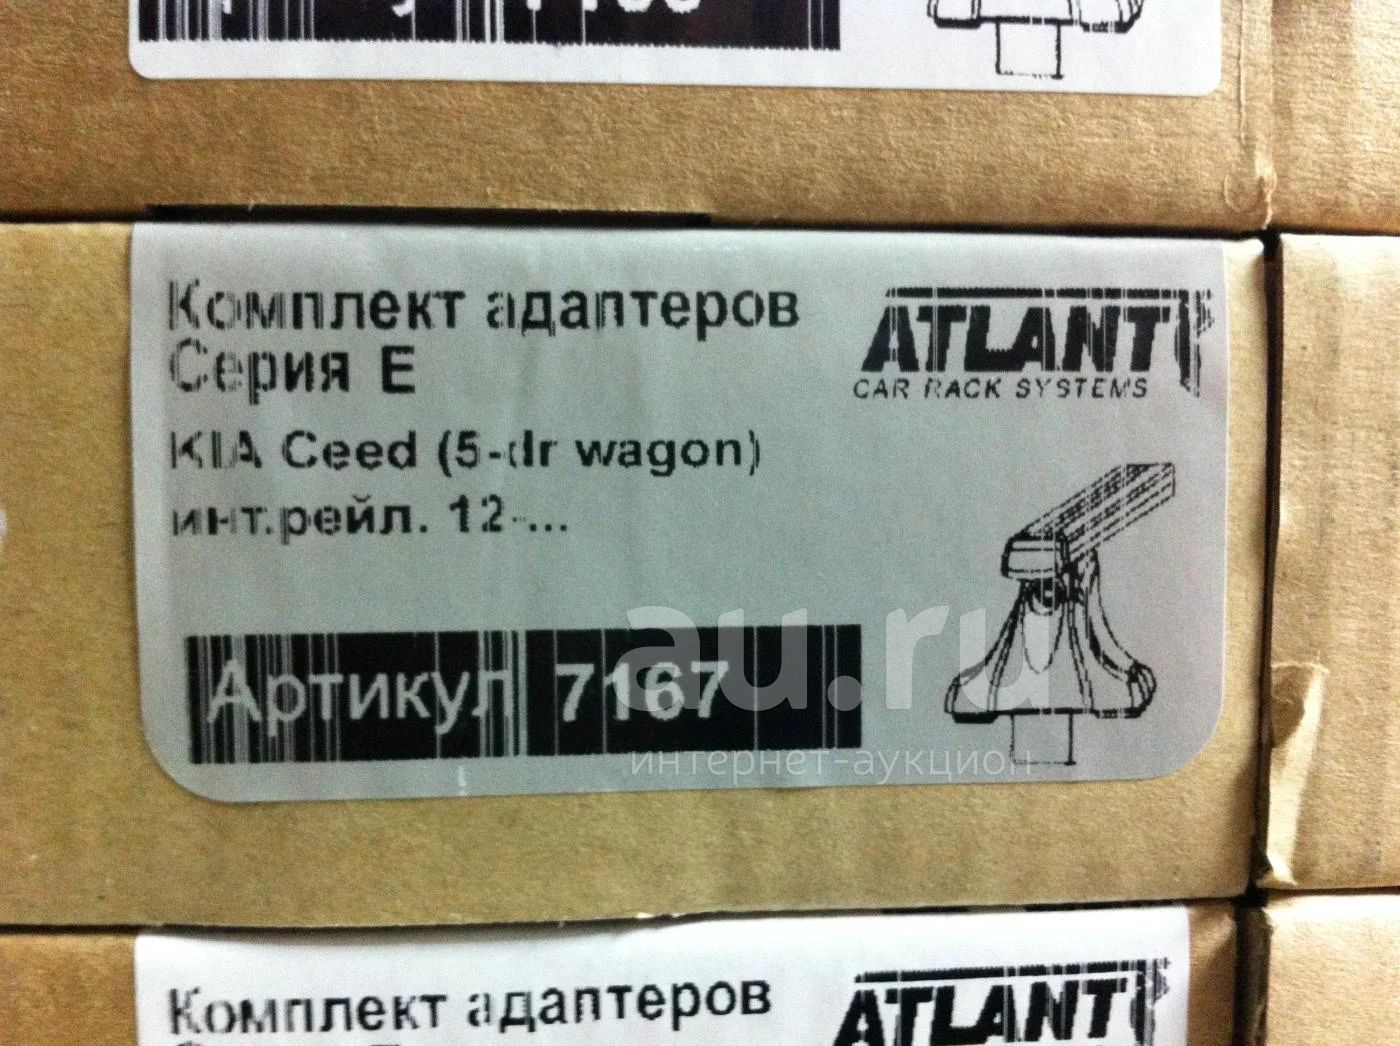 Комплект адаптеров
Серия Е
KIA Ceed (5-dr wagon)
инт.рейл. 12-...
ATLANT
CAR RACK SYSTEMS
Артикул 7167
au.ru
интернет-аукцион
Комплект адаптеров
ATLANT